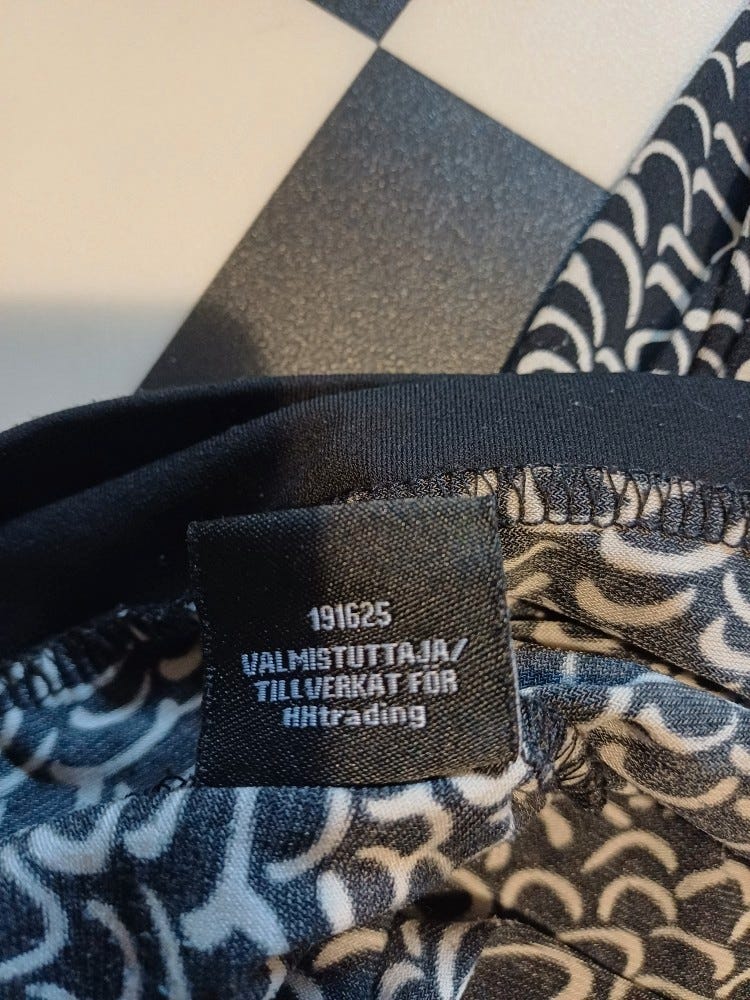 191625
VALMISTUTTAJA/
TILLVERKAT FÖR
HHtrading